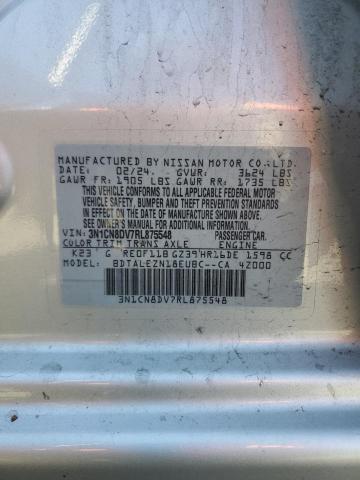 MANUFACTURED BY NISSAN MOTOR CO.,LTD.
DATE: 02/24. GVWR: 3624 LBS
GAWR FR: 1905 LBS GAWR RR: 1735 LBS
THIS VEHICLE CONFORMS TO ALL APPLICABLE FEDERAL MOTOR
VEHICLE SAFETY, BUMPER AND THEFT PREVENTION STANDARDS
IN EFFECT ON THE DATE OF MANUFACTURE SHOWN ABOVE.
SEE OWNER'S MANUAL FOR
ADDITIONAL INFORMATION.
VIN: 3N1CN8DV7RL875548 PASSENGER CAR
COLOR TRIM TRANS AXLE ENGINE
K23 G RE0F11B GZ39 HR16DE 1598 CC
BDTALEZN18EUBC--CA 4Z000
3N1CN8DV7RL875548